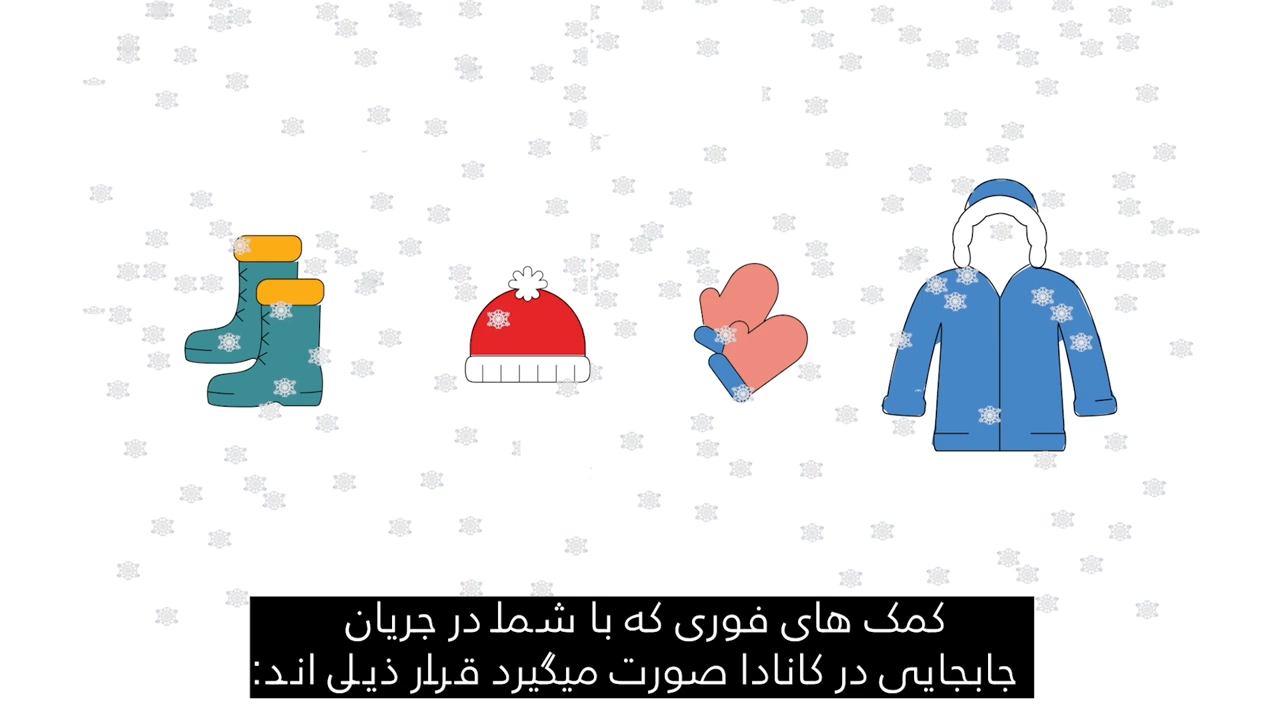 کمک های فوری که با شما در جریان
جابجایی در کانادا صورت میگیرد قرار ذیل اند: